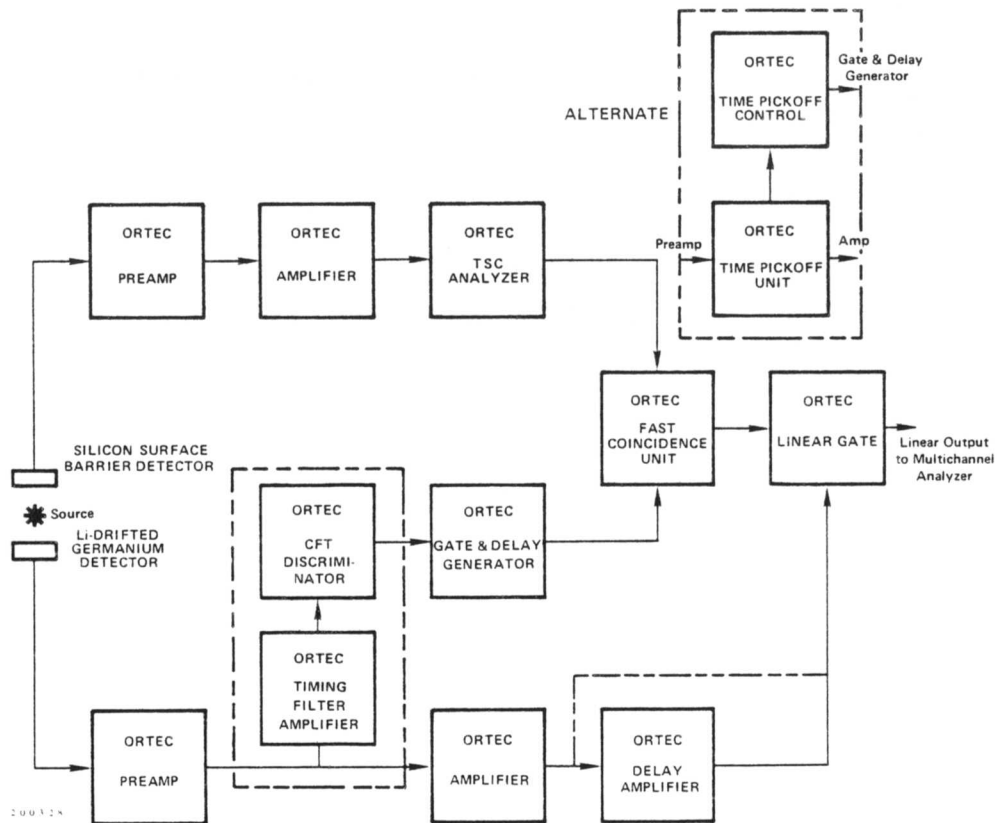 ORTEC
TIME PICKOFF
CONTROL
Gate & Delay
Generator
ALTERNATE
Preamp
ORTEC
TIME PICKOFF
UNIT
Amp
ORTEC
PREAMP
ORTEC
AMPLIFIER
ORTEC
TSC
ANALYZER
ORTEC
FAST
COINCIDENCE
UNIT
ORTEC
LINEAR GATE
Linear Output
to Multichannel
Analyzer
SILICON SURFACE
BARRIER DETECTOR
Source
Li-DRIFTED
GERMANIUM
DETECTOR
ORTEC
CFT
DISCRIMI-
NATOR
ORTEC
GATE & DELAY
GENERATOR
ORTEC
TIMING
FILTER
AMPLIFIER
ORTEC
PREAMP
ORTEC
AMPLIFIER
ORTEC
DELAY
AMPLIFIER
200328